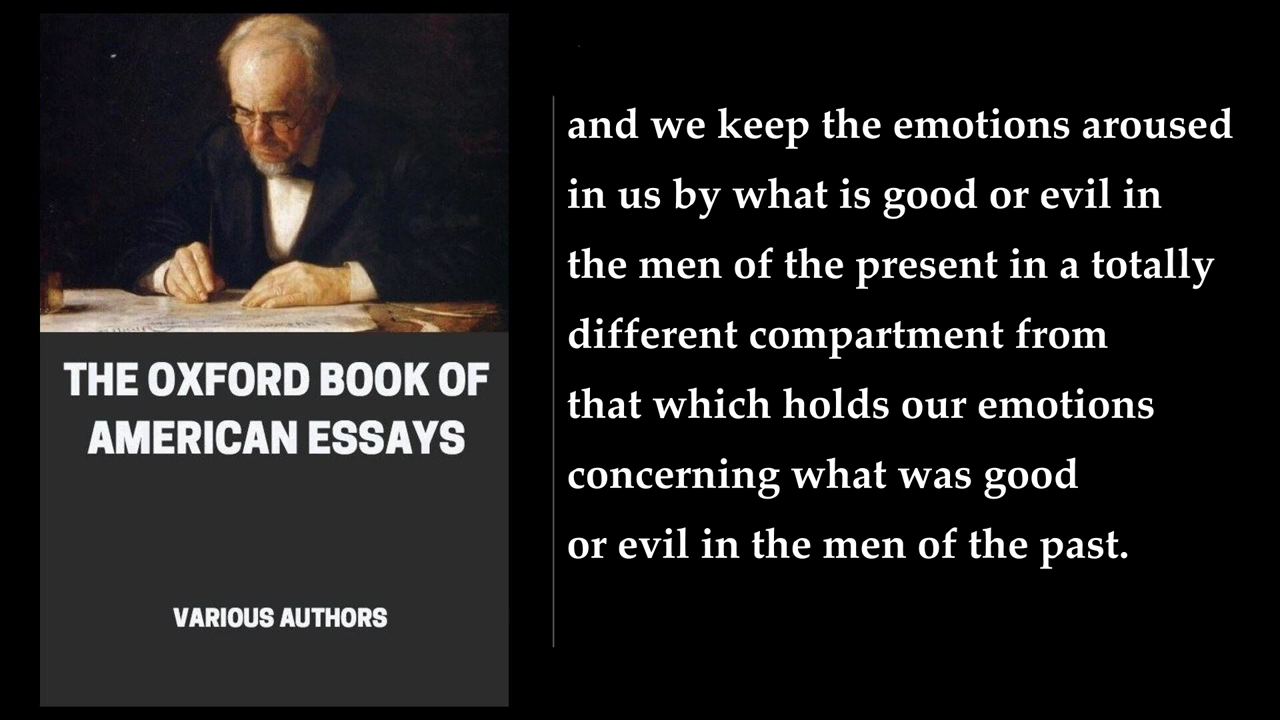 THE OXFORD BOOK OF
AMERICAN ESSAYS
VARIOUS AUTHORS
and we keep the emotions aroused
in us by what is good or evil in
the men of the present in a totally
different compartment from
that which holds our emotions
concerning what was good
or evil in the men of the past.